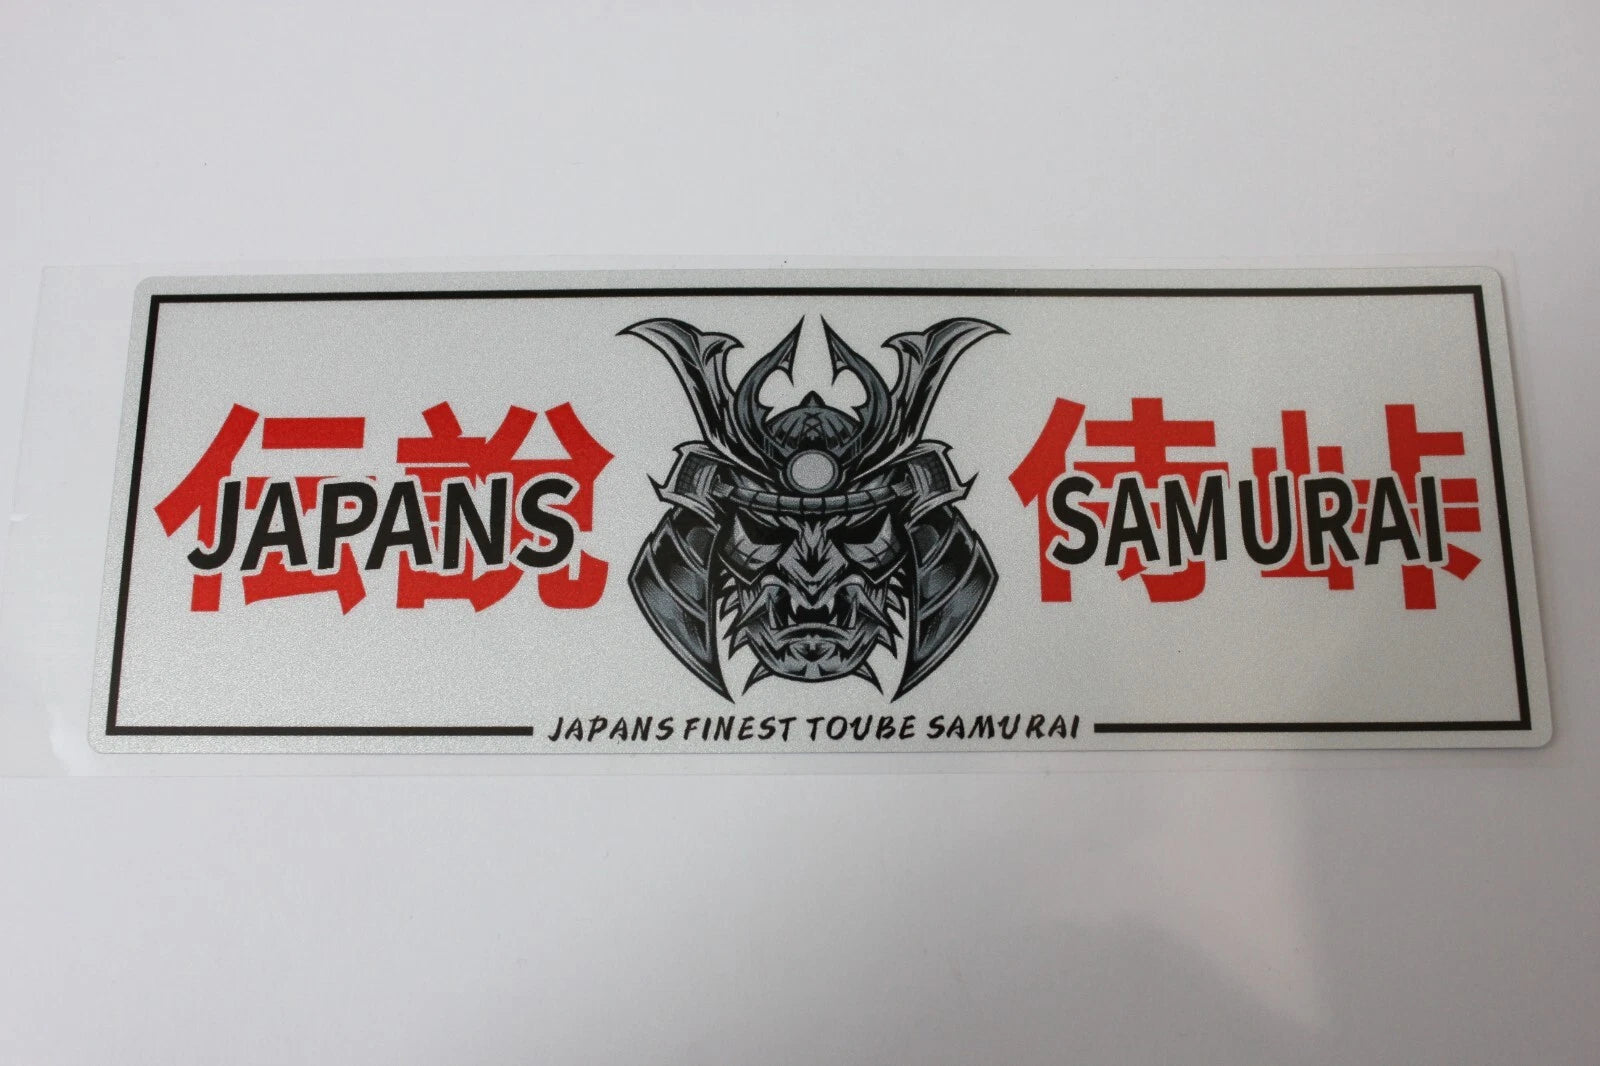 伝説 侍峠
JAPANS SAMURAI
JAPANS FINEST TOUBE SAMURAI